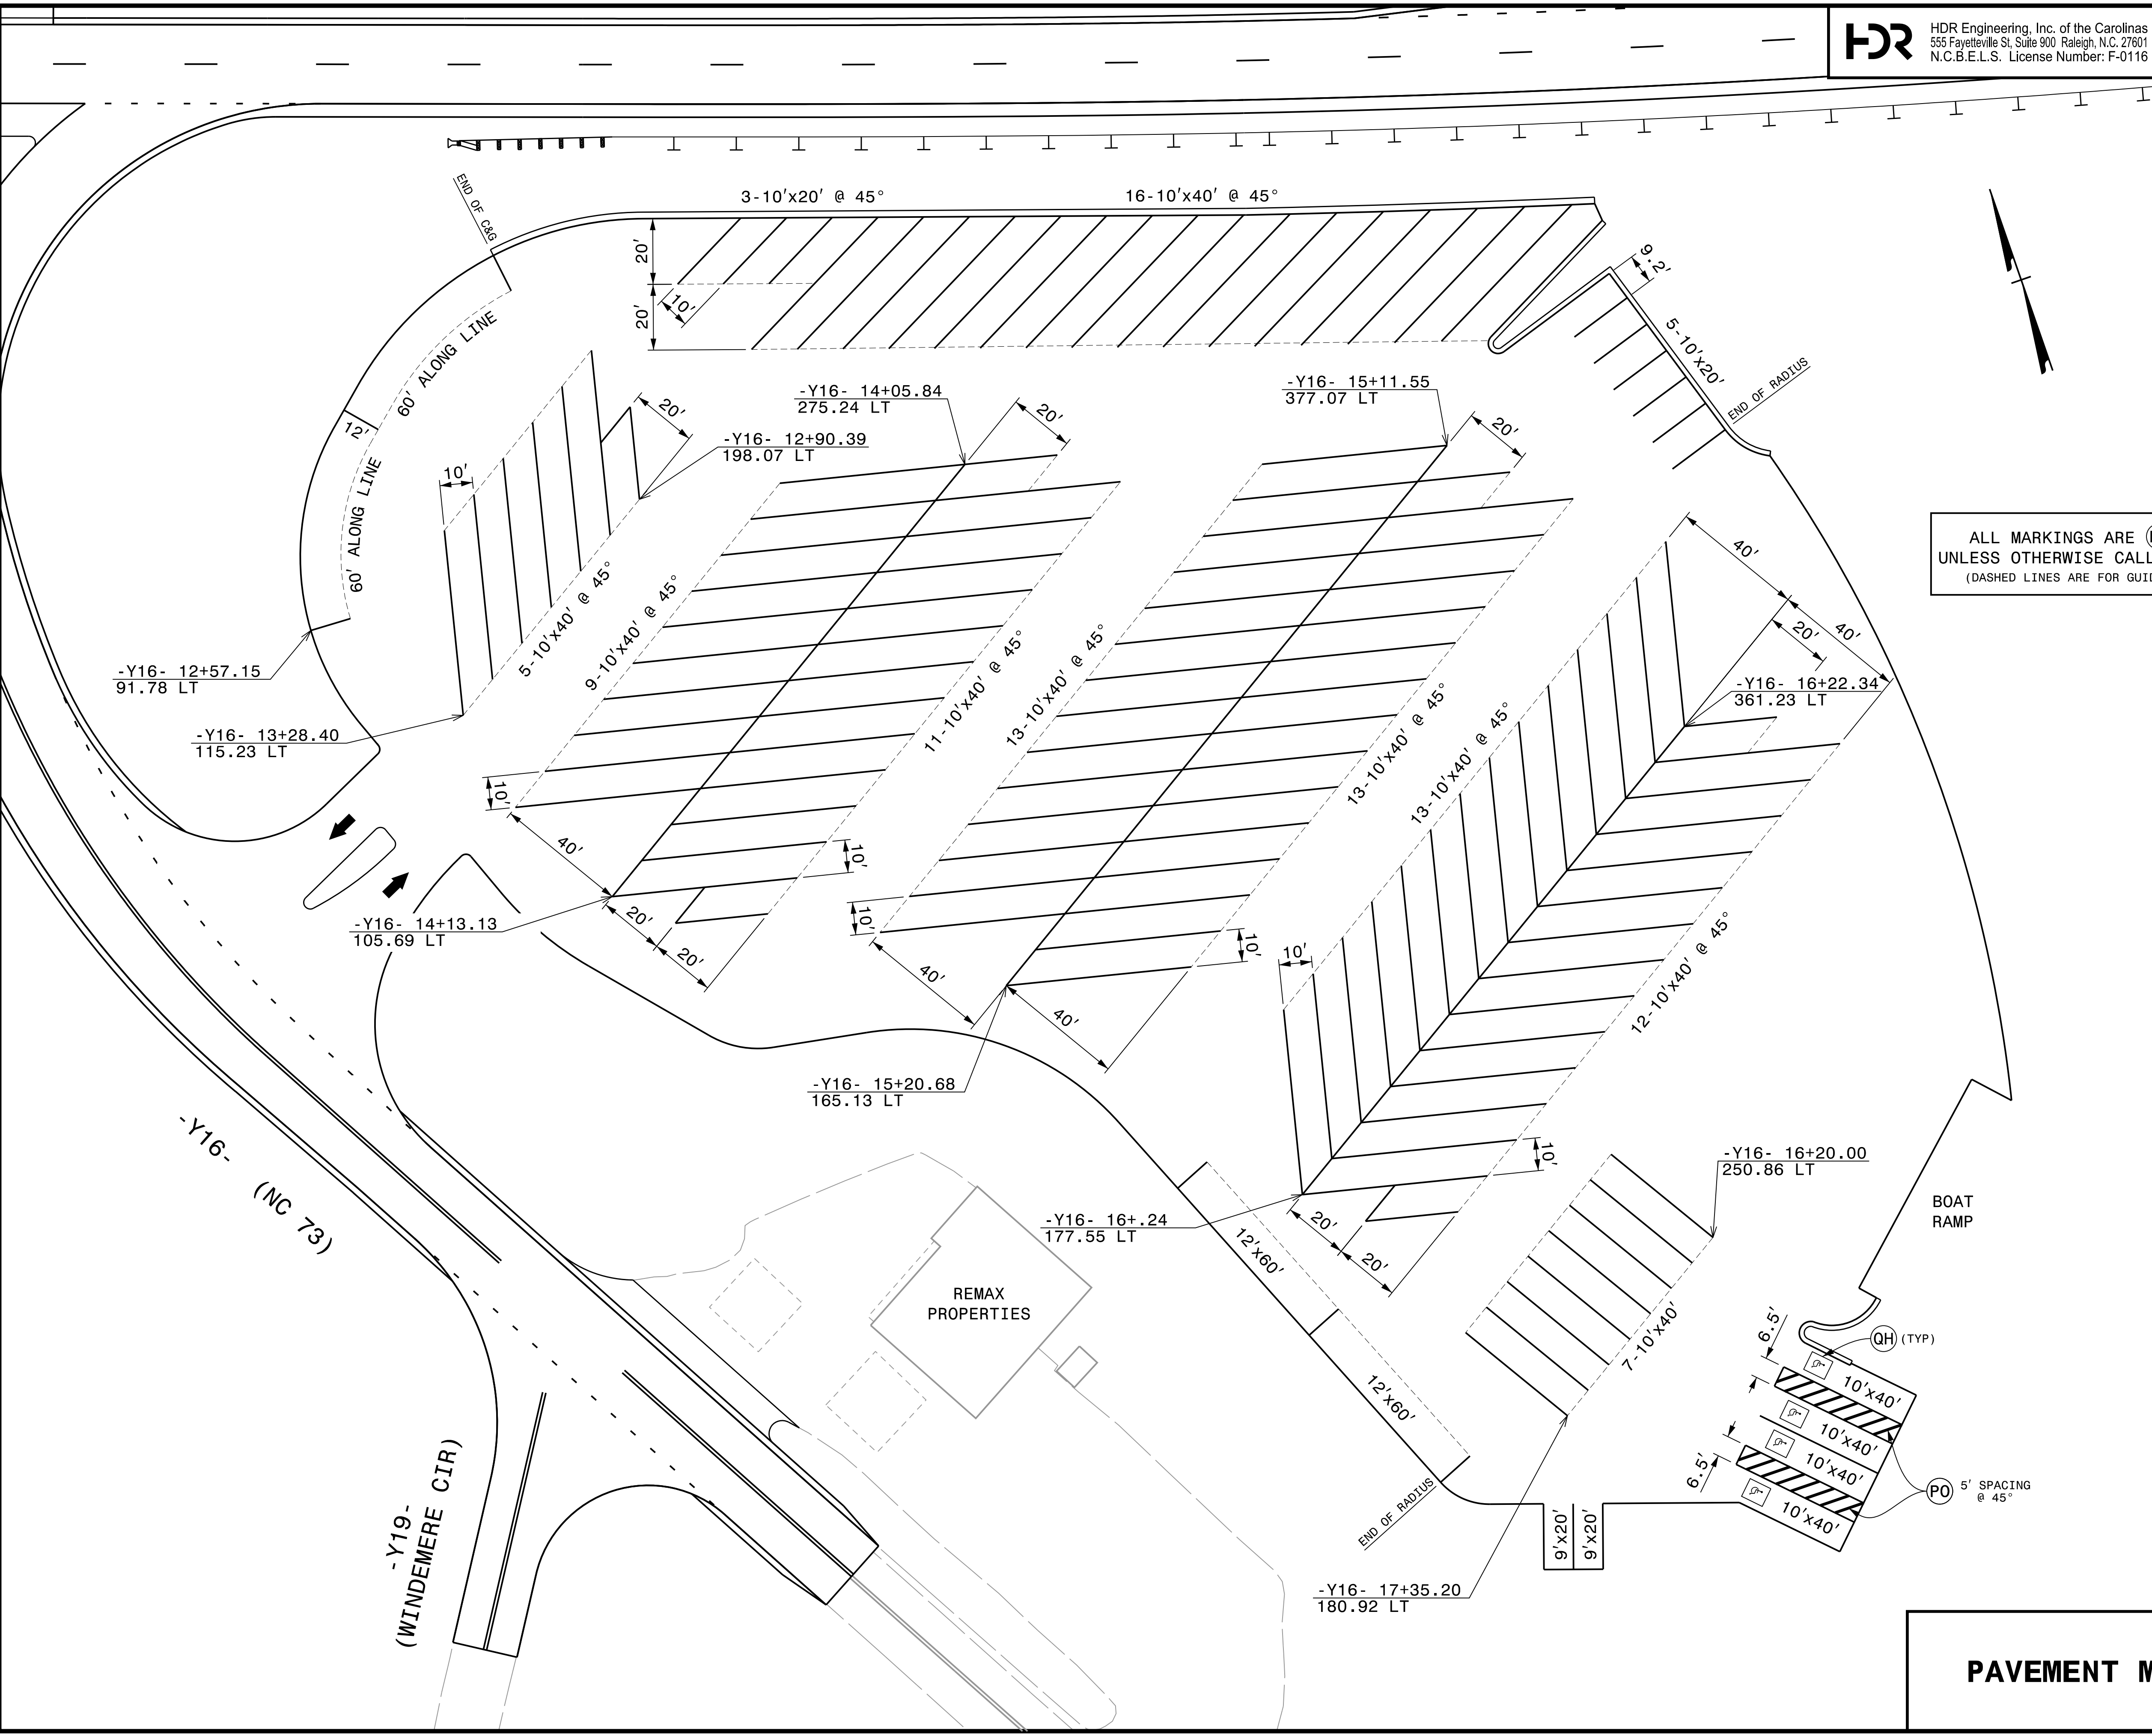 HDR
HDR Engineering, Inc. of the Carolinas
555 Fayetteville St, Suite 900 Raleigh, N.C. 27601
N.C.B.E.L.S. License Number: F-0116
END OF C&G
3-10'x20' @ 45°
16-10'x40' @ 45°
20'
20'
10'
9.2'
5-10'x20'
END OF RADIUS
60' ALONG LINE
12'
60' ALONG LINE
10'
20'
-Y16- 12+90.39
198.07 LT
-Y16- 14+05.84
275.24 LT
20'
-Y16- 15+11.55
377.07 LT
20'
ALL MARKINGS ARE
UNLESS OTHERWISE CALL
(DASHED LINES ARE FOR GUI
40'
40'
20'
-Y16- 16+22.34
361.23 LT
5-10'x40' @ 45°
9-10'x40' @ 45°
11-10'x40' @ 45°
13-10'x40' @ 45°
13-10'x40' @ 45°
13-10'x40' @ 45°
12-10'x40' @ 45°
-Y16- 12+57.15
91.78 LT
-Y16- 13+28.40
115.23 LT
10'
40'
10'
-Y16- 14+13.13
105.69 LT
20'
20'
10'
40'
10'
40'
10'
-Y16- 15+20.68
165.13 LT
10'
-Y16- 16+.24
177.55 LT
20'
20'
-Y16- 16+20.00
250.86 LT
BOAT
RAMP
-Y16-
(NC 73)
REMAX
PROPERTIES
12'x60'
12'x60'
7-10'x40'
6.5'
QH (TYP)
10'x40'
10'x40'
10'x40'
10'x40'
6.5'
PO 5' SPACING
@ 45°
END OF RADIUS
9'x20'
9'x20'
-Y16- 17+35.20
180.92 LT
-Y19-
(WINDEMERE CIR)
PAVEMENT M